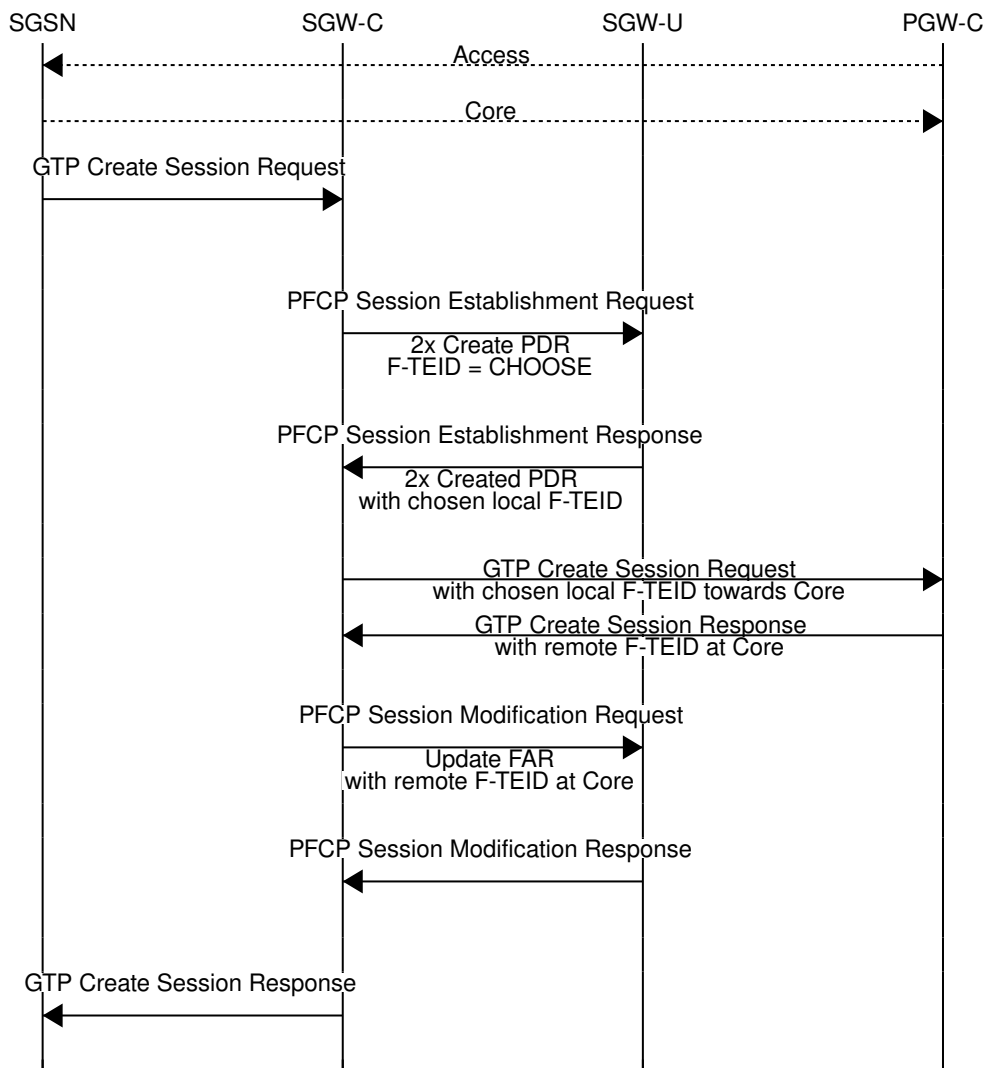 SGSN SGW-C SGW-U PGW-C
Access
Core
GTP Create Session Request
PFCP Session Establishment Request
2x Create PDR
F-TEID = CHOOSE
PFCP Session Establishment Response
2x Created PDR
with chosen local F-TEID
GTP Create Session Request
with chosen local F-TEID towards Core
GTP Create Session Response
with remote F-TEID at Core
PFCP Session Modification Request
Update FAR
with remote F-TEID at Core
PFCP Session Modification Response
GTP Create Session Response